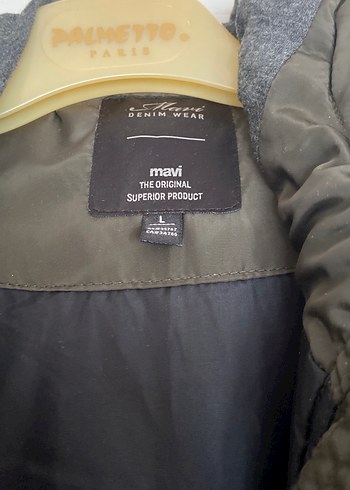 PALMETTO.
PARIS
Mavi
DENIM WEAR
mavi
THE ORIGINAL
SUPERIOR PRODUCT
L